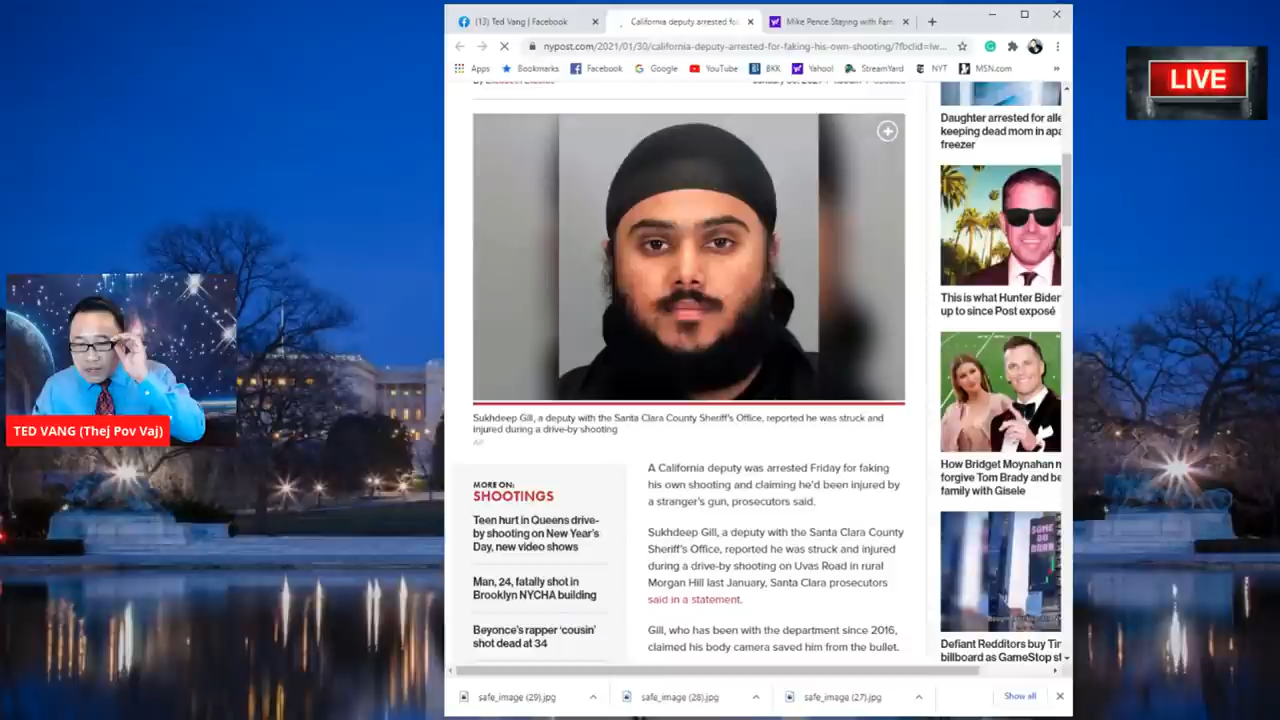 (13) Ted Vang | Facebook
California deputy arrested fo
Mike Pence Staying with Fam
nypost.com/2021/01/30/california-deputy-arrested-for-faking-his-own-shooting/?fbclid=Iw...
Apps
Bookmarks
Facebook
Google
YouTube
BKK
Yahoo!
StreamYard
NYT
MSN.com
LIVE
TED VANG (Thej Pov Vaj)
Sukhdeep Gill, a deputy with the Santa Clara County Sheriff's Office, reported he was struck and
injured during a drive-by shooting
AP
MORE ON:
SHOOTINGS
Teen hurt in Queens drive-
by shooting on New Year's
Day, new video shows
Man, 24, fatally shot in
Brooklyn NYCHA building
Beyonce's rapper 'cousin'
shot dead at 34
A California deputy was arrested Friday for faking
his own shooting and claiming he'd been injured by
a stranger's gun, prosecutors said.
Sukhdeep Gill, a deputy with the Santa Clara County
Sheriff's Office, reported he was struck and injured
during a drive-by shooting on Uvas Road in rural
Morgan Hill last January, Santa Clara prosecutors
said in a statement.
Gill, who has been with the department since 2016,
claimed his body camera saved him from the bullet.
Daughter arrested for alle
keeping dead mom in apa
freezer
This is what Hunter Biden
up to since Post exposé
How Bridget Moynahan
forgive Tom Brady and be
family with Gisele
SOME
Defiant Redditors buy Tim
billboard as GameStop st
safe_image (29).jpg
safe_image (28).jpg
safe_image (27).jpg
Show all